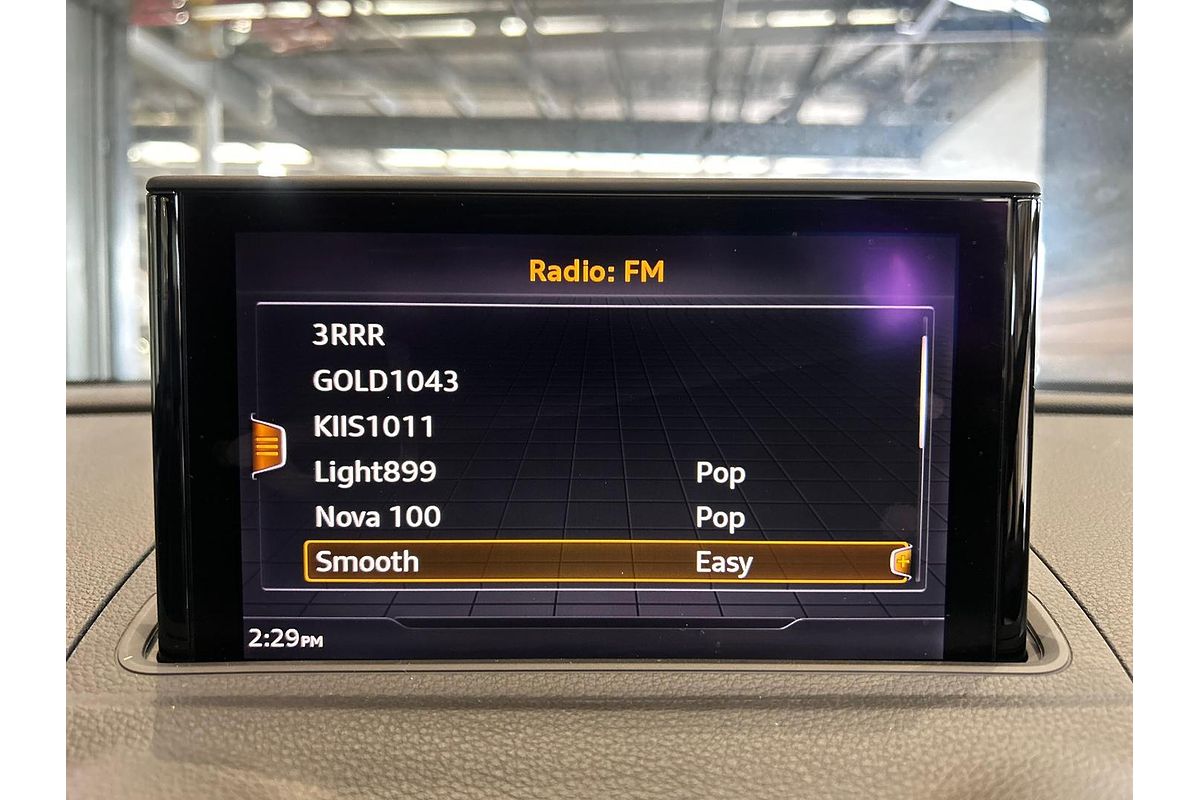 Radio: FM
3RRR
GOLD1043
KIIS1011
Light899 Pop
Nova 100 Pop
Smooth Easy
2:29PM